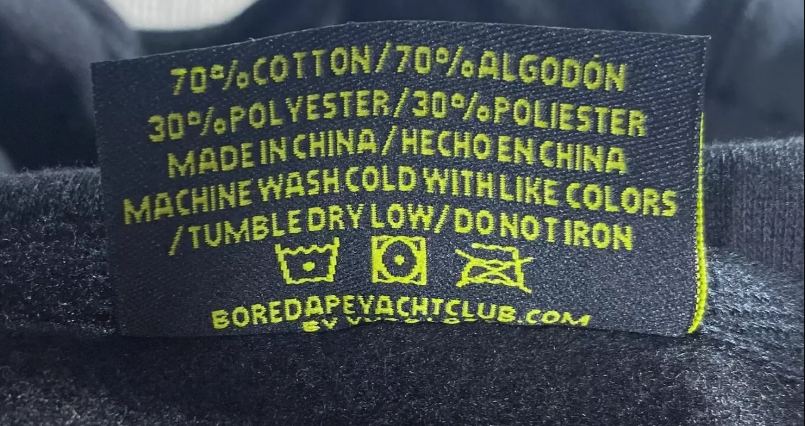 70%COTTON/70%ALGODÓN
30%POLYESTER/30%POLIESTER
MADE IN CHINA/HECHO EN CHINA
MACHINE WASH COLD WITH LIKE COLORS
/TUMBLE DRY LOW/DO NOT IRON
BOREDAPEYACHTCLUB.COM
BY